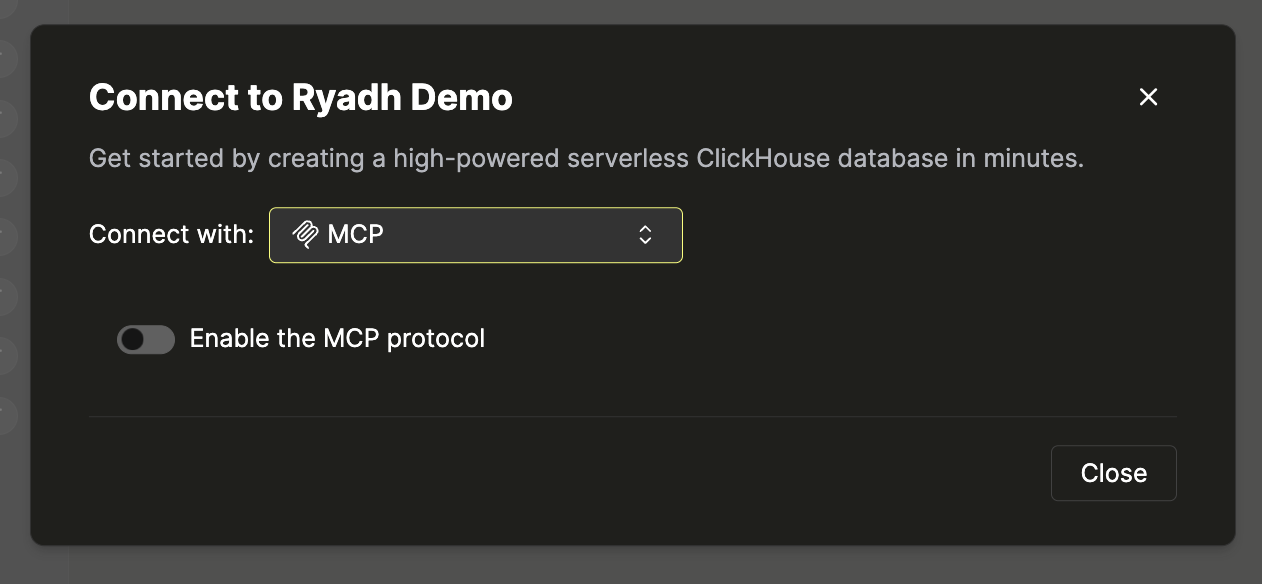 Connect to Ryadh Demo
Get started by creating a high-powered serverless ClickHouse database in minutes.
Connect with: MCP
Enable the MCP protocol
Close